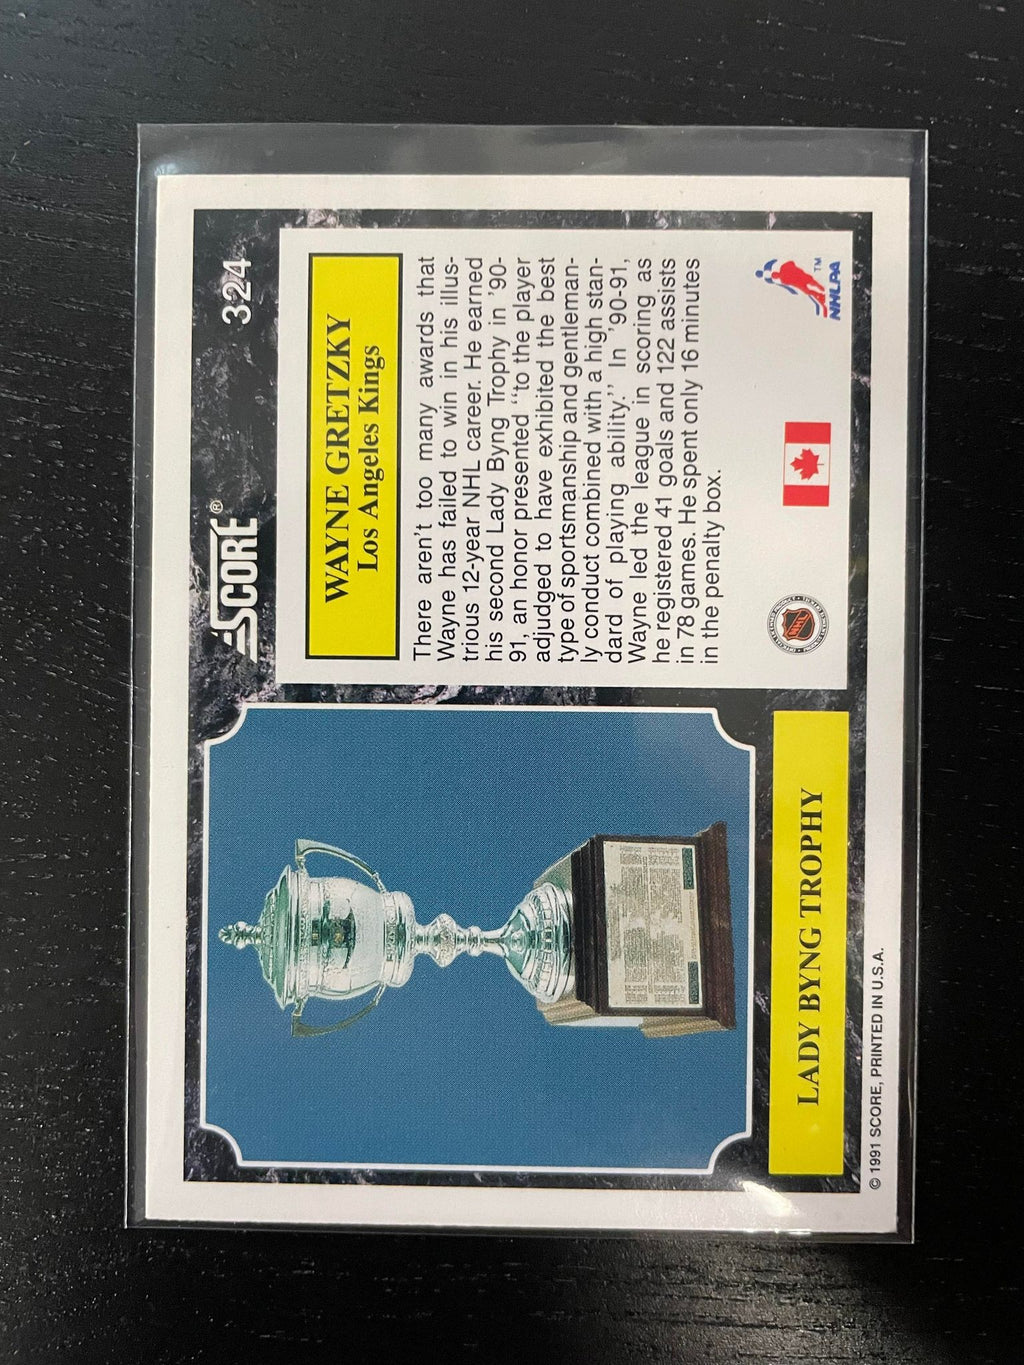 SCORE®
324
WAYNE GRETZKY
Los Angeles Kings
There aren't too many awards that
Wayne has failed to win in his illus-
trious 12-year NHL career. He earned
his second Lady Byng Trophy in '90-
91, an honor presented "to the player
adjudged to have exhibited the best
type of sportsmanship and gentleman-
ly conduct combined with a high stan-
dard of playing ability." In '90-91,
Wayne led the league in scoring as
he registered 41 goals and 122 assists
in 78 games. He spent only 16 minutes
in the penalty box.
NHL
NHLPA
TM
LADY BYNG TROPHY
© 1991 SCORE, PRINTED IN U.S.A.